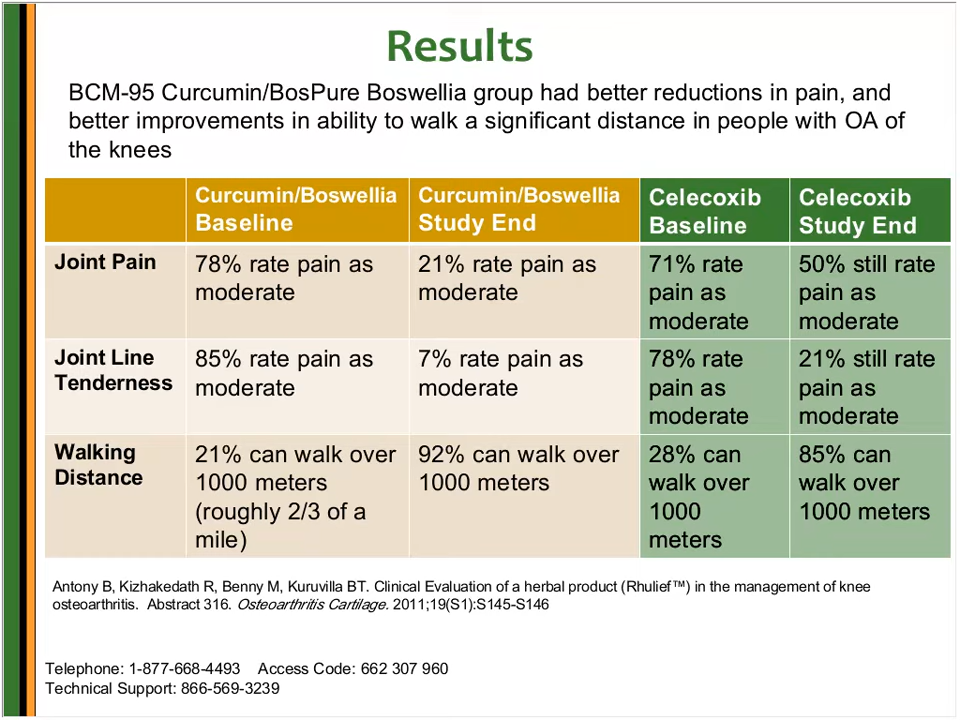 Results
BCM-95 Curcumin/BosPure Boswellia group had better reductions in pain, and
better improvements in ability to walk a significant distance in people with OA of
the knees
Curcumin/Boswellia
Baseline
Curcumin/Boswellia
Study End
Celecoxib
Baseline
Celecoxib
Study End
Joint Pain
78% rate pain as
moderate
21% rate pain as
moderate
71% rate
pain as
moderate
50% still rate
pain as
moderate
Joint Line
Tenderness
85% rate pain as
moderate
7% rate pain as
moderate
78% rate
pain as
moderate
21% still rate
pain as
moderate
Walking
Distance
21% can walk over
1000 meters
(roughly 2/3 of a
mile)
92% can walk over
1000 meters
28% can
walk over
1000
meters
85% can
walk over
1000 meters
Antony B, Kizhakedath R, Benny M, Kuruvilla BT. Clinical Evaluation of a herbal product (Rhulief™) in the management of knee
osteoarthritis. Abstract 316. Osteoarthritis Cartilage. 2011;19(S1):S145-S146
Telephone: 1-877-668-4493 Access Code: 662 307 960
Technical Support: 866-569-3239